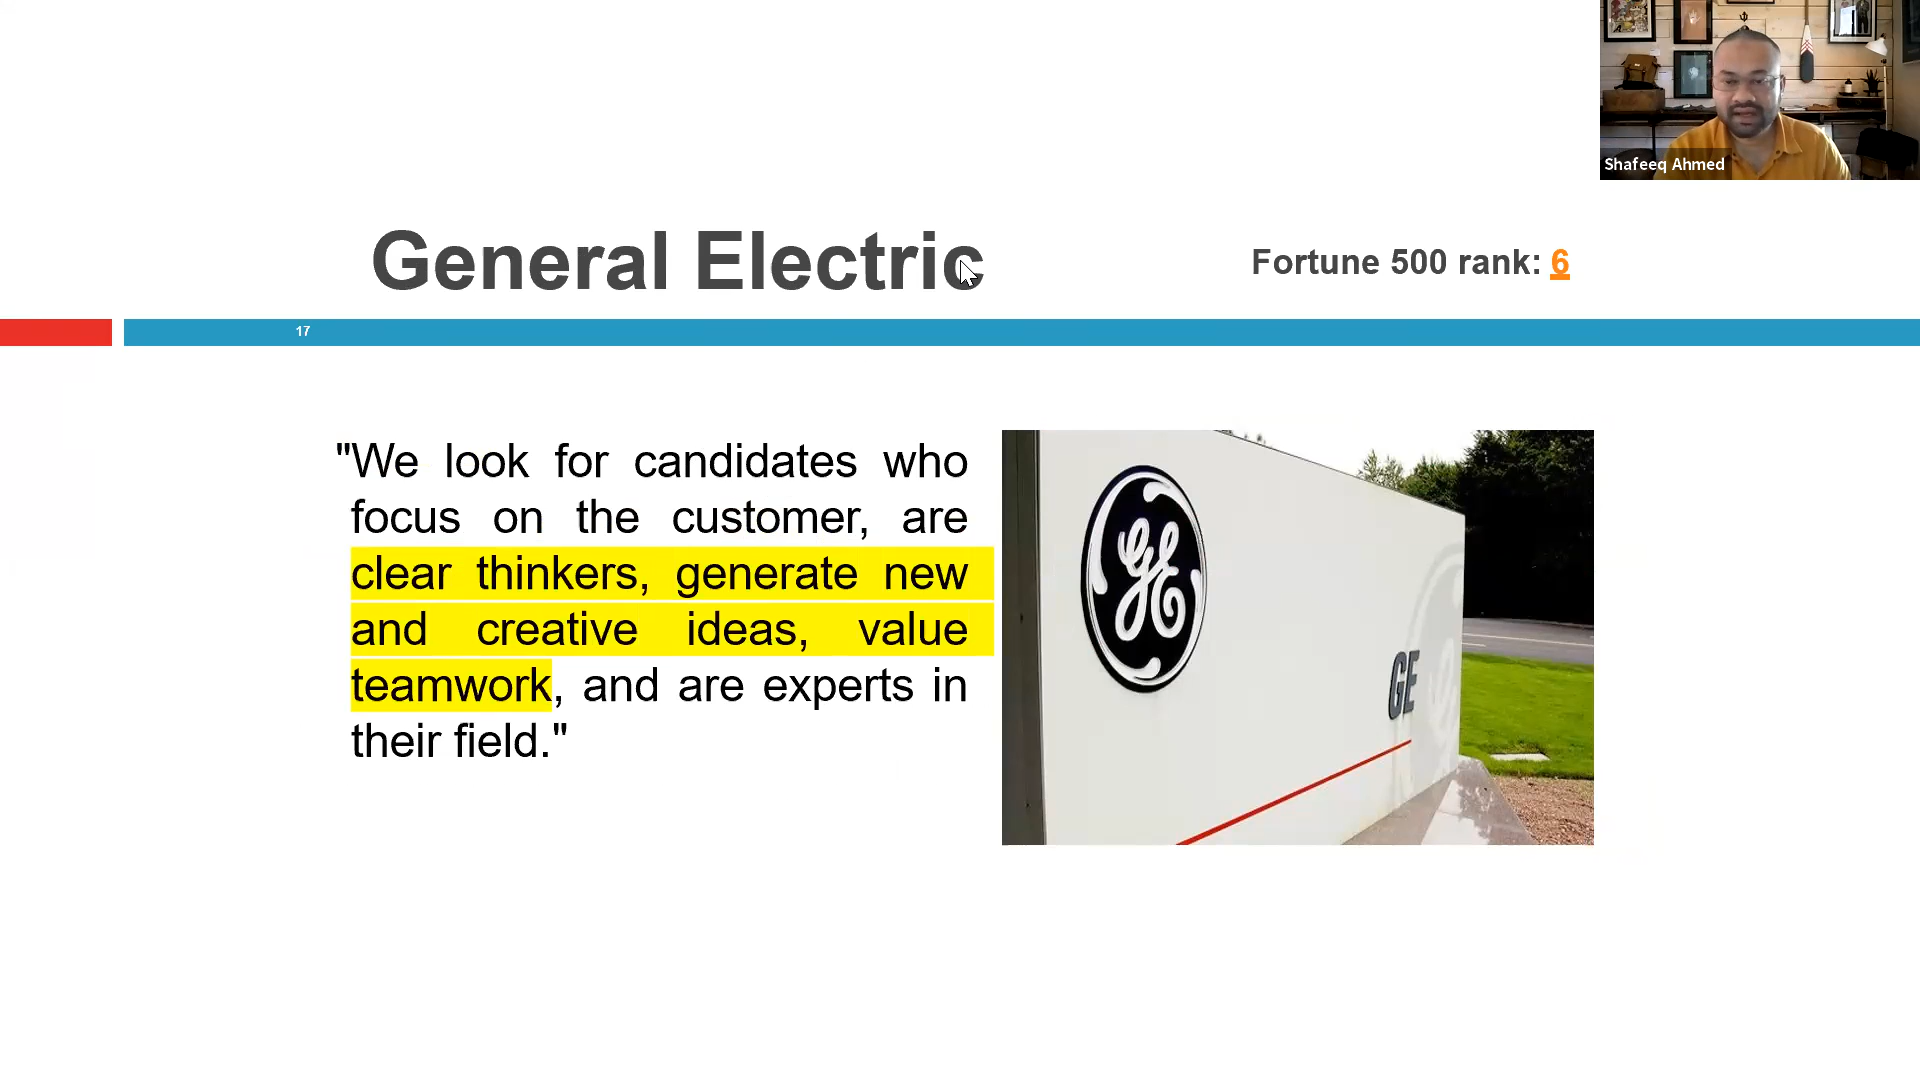 Shafeeq Ahmed
General Electric
Fortune 500 rank: 6
17
"We look for candidates who
focus on the customer, are
clear thinkers, generate new
and creative ideas, value
teamwork, and are experts in
their field."
GE
GE